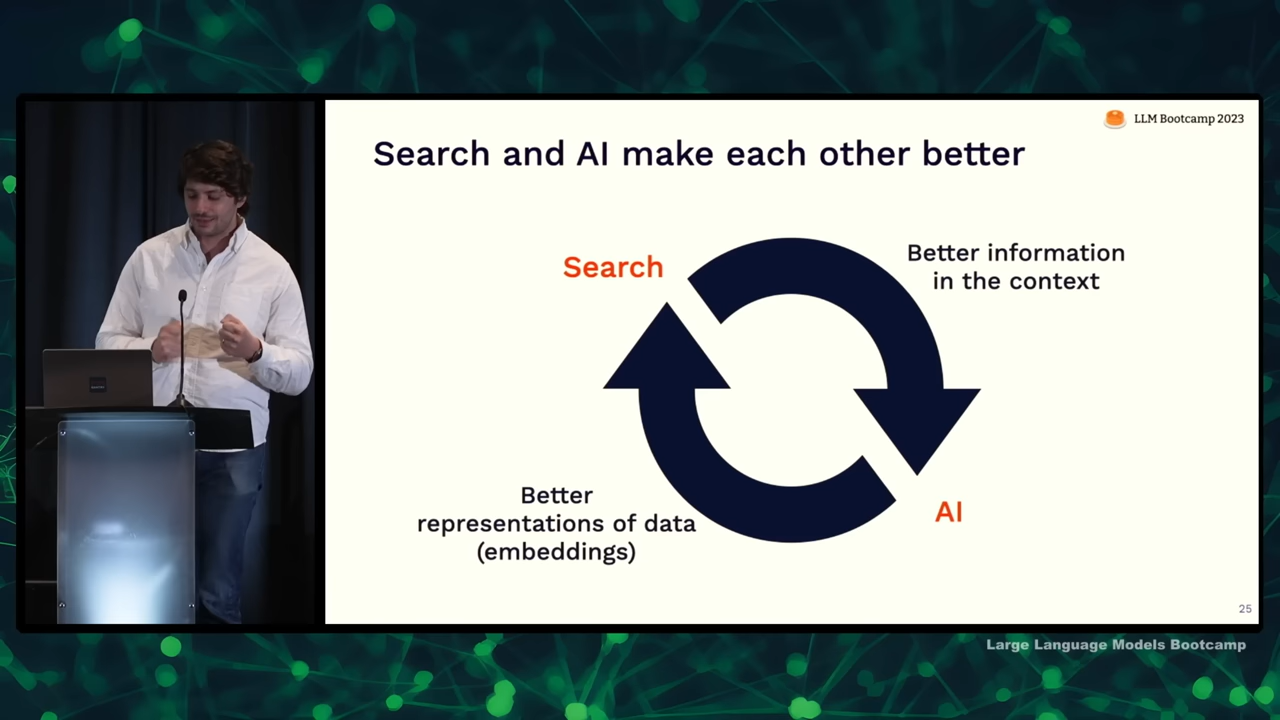 LLM Bootcamp 2023
Search and AI make each other better
Search
Better information
in the context
Better
representations of data
(embeddings)
AI
25
Large Language Models Bootcamp